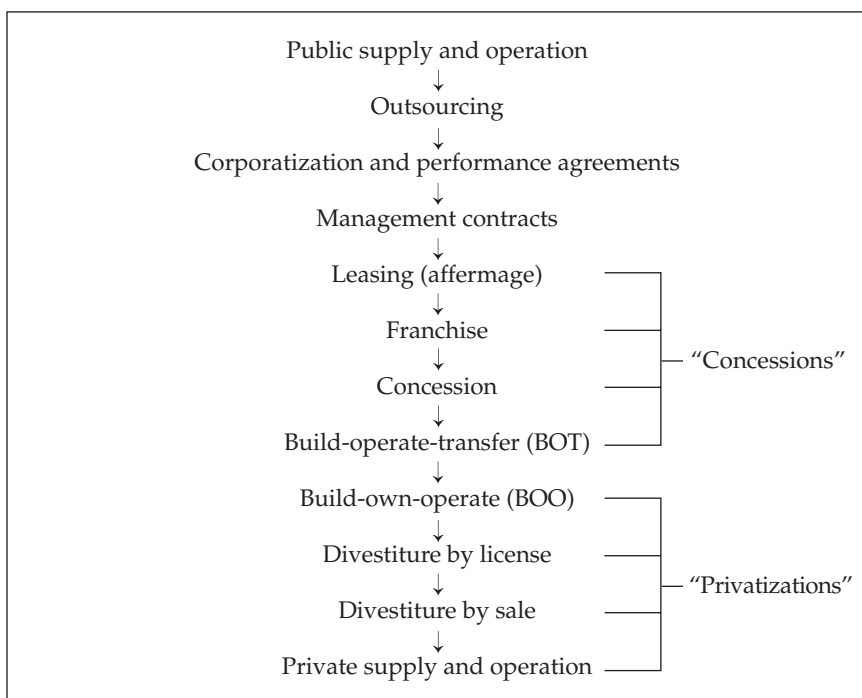 Public supply and operation
Outsourcing
Corporatization and performance agreements
Management contracts
Leasing (affermage)
Franchise
“Concessions”
Concession
Build-operate-transfer (BOT)
Build-own-operate (BOO)
Divestiture by license
“Privatizations”
Divestiture by sale
Private supply and operation